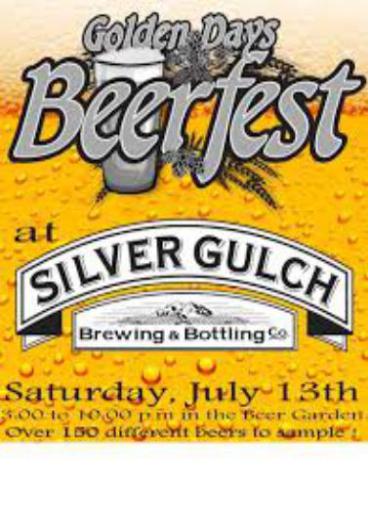 Golden Days
Beerfest
at
SILVER GULCH
Brewing & Bottling Co.
Saturday, July 13th
3:00 to 10:00 pm in the Beer Garden
Over 150 different beers to sample !